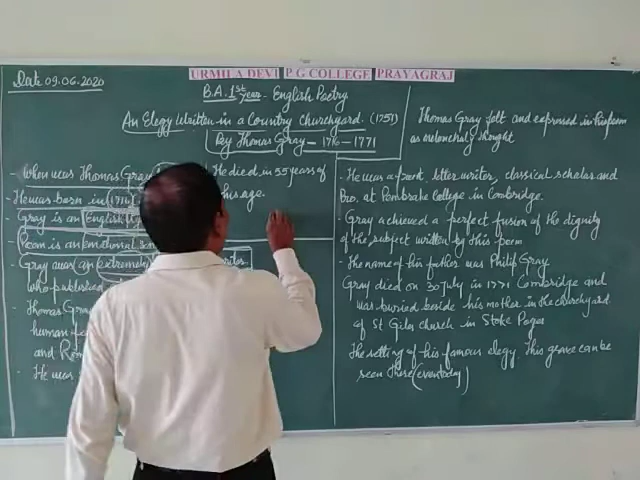 URMILA DEVI P G COLLEGE PRAYAGRAJ
Date 09.06.2020
B.A. 1st year - English Poetry
An Elegy Written in a Country Churchyard. (1751)
By Thomas Gray - 1716 - 1771
When was Thomas Gray
He was born in 1716
Gray is an English
Poem is an emotional
Gray was an extremely
who published
Thomas Gray
human
and
He was
He died in 55 years of
his age.
Thomas Gray felt and expressed in his poem
as melancholy thought
He was a poet, letter writer, classical scholar and
Pro. at Pembroke College in Cambridge.
Gray achieved a perfect fusion of the dignity
of the subject written by this poem
The name of his father was Philip Gray
Gray died on 30 July in 1771 Cambridge and
was buried beside his mother in the churchyard
of St Giles church in Stoke Poges
The setting of his famous elegy. This grave can be
seen there (even today)